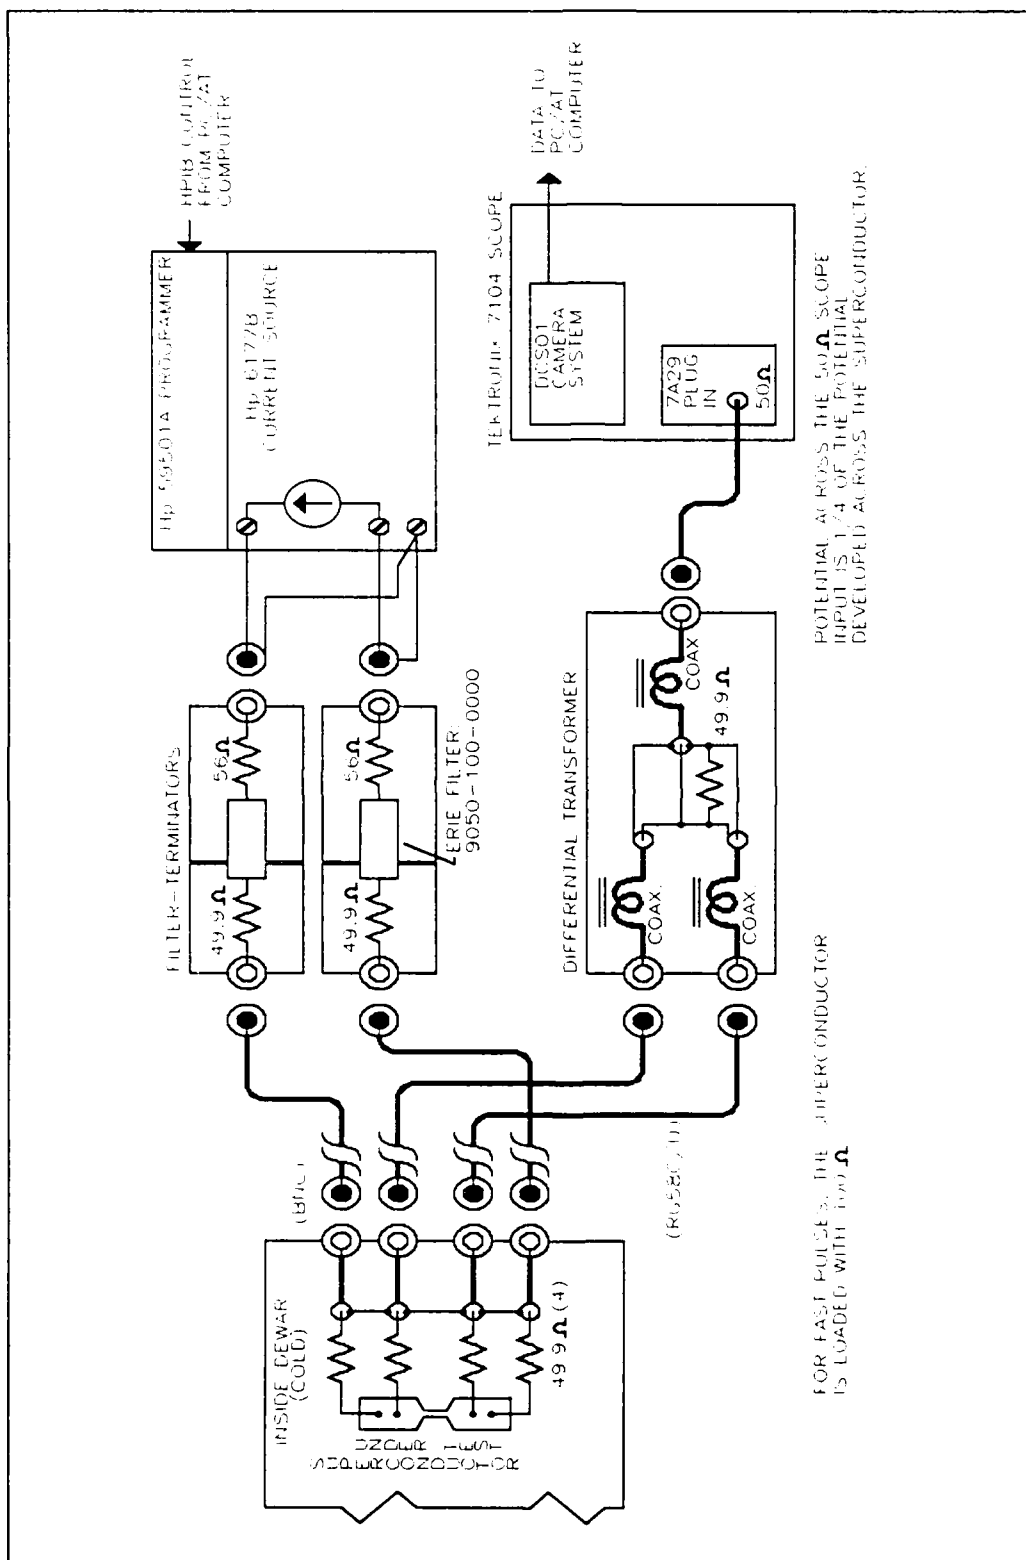 HPIB CONTROL
FROM PC/AT
COMPUTER
Hp 59501A PROGRAMMER
Hp 6177B
CURRENT SOURCE
FILTER-TERMINATORS
49.9Ω
56Ω
49.9Ω
56Ω
ERIE FILTER
9050-100-0000
(BNC)
INSIDE DEWAR
(COLD)
SUPERCONDUCTOR
UNDER
TEST
49.9Ω(4)
(RG58C/U)
DIFFERENTIAL TRANSFORMER
COAX
COAX
COAX
49.9Ω
TEKTRONIX 7104 SCOPE
DCS01
CAMERA
SYSTEM
7A29
PLUG
IN
50Ω
DATA TO
PC/AT
COMPUTER
FOR FAST PULSES, THE SUPERCONDUCTOR
IS LOADED WITH 100Ω
POTENTIAL ACROSS THE 50Ω SCOPE
INPUT IS 1/4 OF THE POTENTIAL
DEVELOPED ACROSS THE SUPERCONDUCTOR.